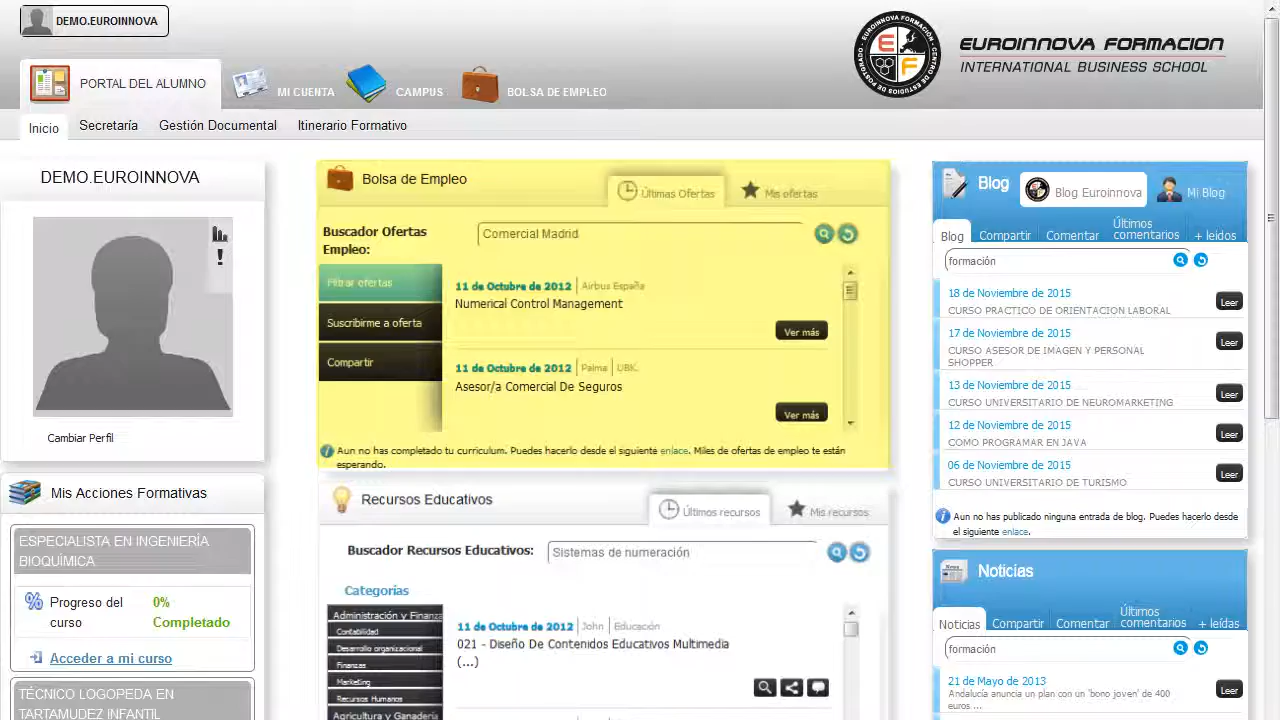 DEMO.EUROINNOVA
EUROINNOVA FORMACION
INTERNATIONAL BUSINESS SCHOOL
EUROINNOVA FORMACIÓN
CENTRO DE ESTUDIOS DE POSTGRADO
E
F
PORTAL DEL ALUMNO
MI CUENTA
CAMPUS
BOLSA DE EMPLEO
Inicio
Secretaría
Gestión Documental
Itinerario Formativo
DEMO.EUROINNOVA
Cambiar Perfil
Mis Acciones Formativas
ESPECIALISTA EN INGENIERÍA
BIOQUÍMICA
Progreso del 0%
curso: Completado
Acceder a mi curso
TÉCNICO LOGOPEDA EN
TARTAMUDEZ INFANTIL
Bolsa de Empleo
Últimas Ofertas
Mis ofertas
Buscador Ofertas
Empleo:
Comercial Madrid
Filtrar ofertas
Suscribirme a oferta
Compartir
11 de Octubre de 2012 Airbus España
Numerical Control Management
Ver más
11 de Octubre de 2012 Palma UBK.
Asesor/a Comercial De Seguros
Ver más
Aun no has completado tu curriculum. Puedes hacerlo desde el siguiente enlace. Miles de ofertas de empleo te están
esperando.
Recursos Educativos
Últimos recursos
Mis recursos
Buscador Recursos Educativos:
Sistemas de numeración
Categorías
Administración y Finanza
Contabilidad
Desarrollo organizacional
Finanzas
Marketing
Recursos Humanos
Agricultura y Ganadería
11 de Octubre de 2012 John Educación
021 - Diseño De Contenidos Educativos Multimedia
(...)
Blog
Blog Euroinnova
Mi Blog
Blog
Compartir
Comentar
Últimos
comentarios
+ leidos
formación
18 de Noviembre de 2015
CURSO PRACTICO DE ORIENTACION LABORAL
Leer
17 de Noviembre de 2015
CURSO ASESOR DE IMAGEN Y PERSONAL
SHOPPER
Leer
13 de Noviembre de 2015
CURSO UNIVERSITARIO DE NEUROMARKETING
Leer
12 de Noviembre de 2015
COMO PROGRAMAR EN JAVA
Leer
06 de Noviembre de 2015
CURSO UNIVERSITARIO DE TURISMO
Leer
Aun no has publicado ninguna entrada de blog. Puedes hacerlo desde
el siguiente enlace.
Noticias
Noticias
Compartir
Comentar
Últimos
comentarios
+ leídas
formación
21 de Mayo de 2013
Andalucía anuncia un 'bono un 'bono joven' de 400
euros ...
Leer